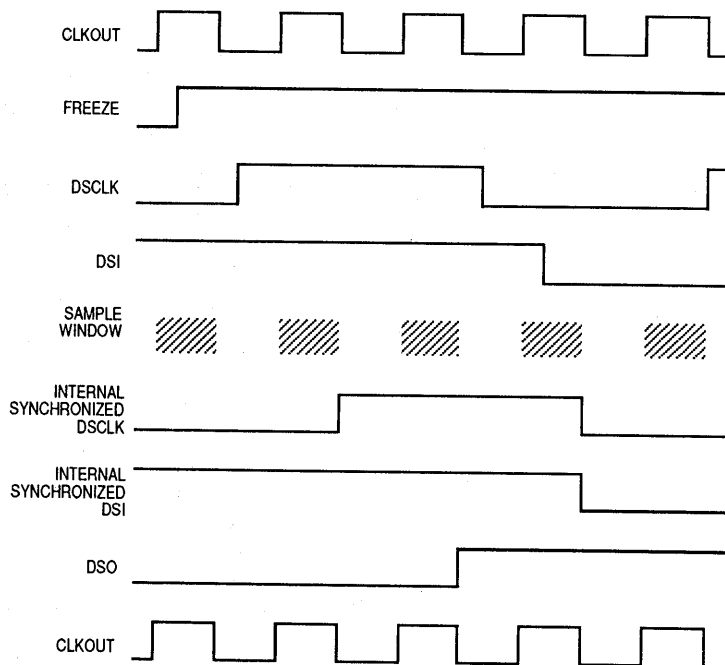 CLKOUT
FREEZE
DSCLK
DSI
SAMPLE
WINDOW
INTERNAL
SYNCHRONIZED
DSCLK
INTERNAL
SYNCHRONIZED
DSI
DSO
CLKOUT